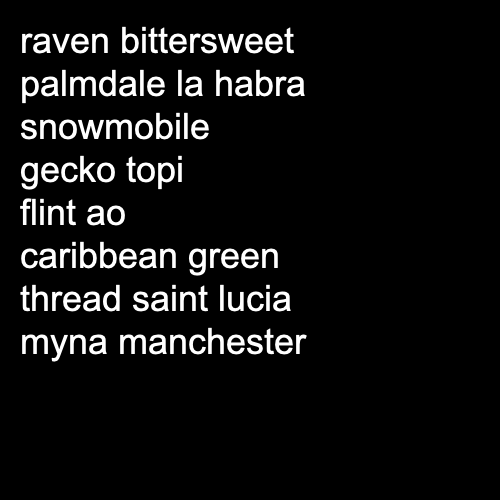 raven bittersweet
palmdale la habra
snowmobile
gecko topi
flint ao
caribbean green
thread saint lucia
myna manchester